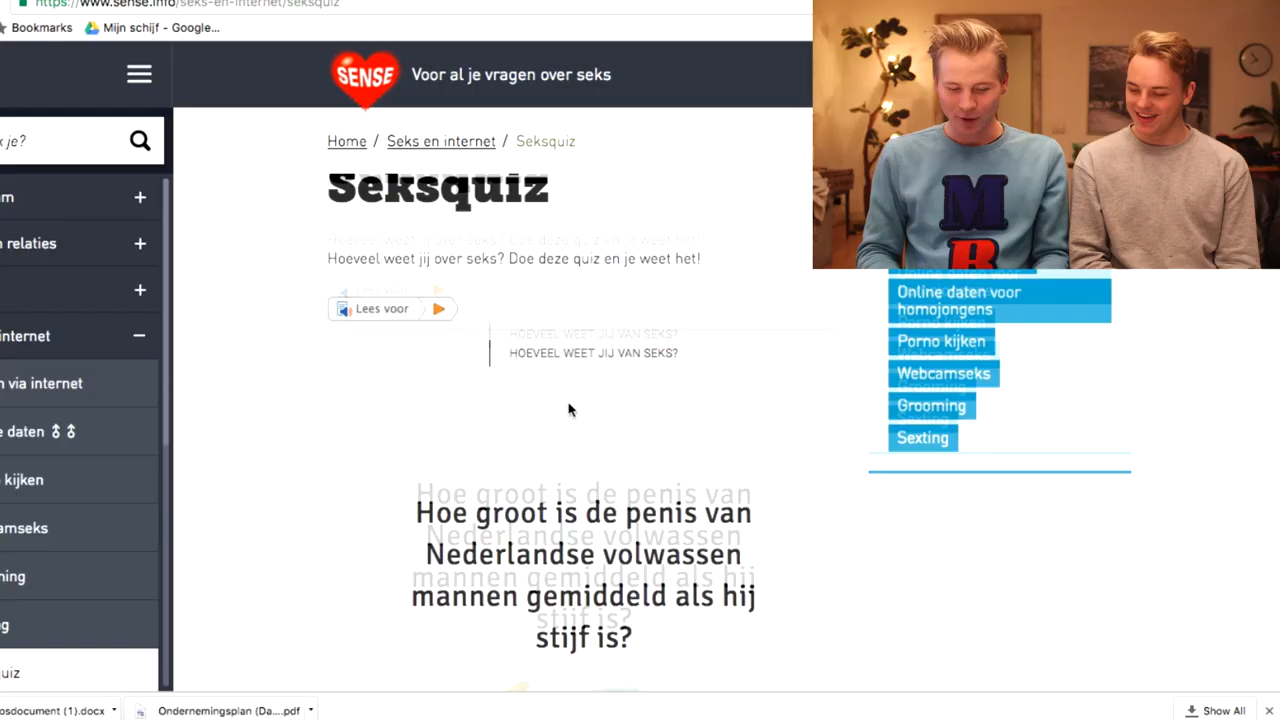 https://www.sense.info/seks-en-internet/seksquiz
Bookmarks
Mijn schijf - Google...
SENSE
Voor al je vragen over seks
je?
Home / Seks en internet / Seksquiz
Seksquiz
relaties
Hoeveel weet jij over seks? Doe deze quiz en je weet het!
Lees voor
internet
HOEVEEL WEET JIJ VAN SEKS?
via internet
daten
kijken
Hoe groot is de penis van
Nederlandse volwassen
mannen gemiddeld als hij
stijf is?
M
Online daten voor
homojongens
Porno kijken
Webcamseks
Grooming
Sexting
(1).docx
Ondernemingsplan (Da....pdf
Show All